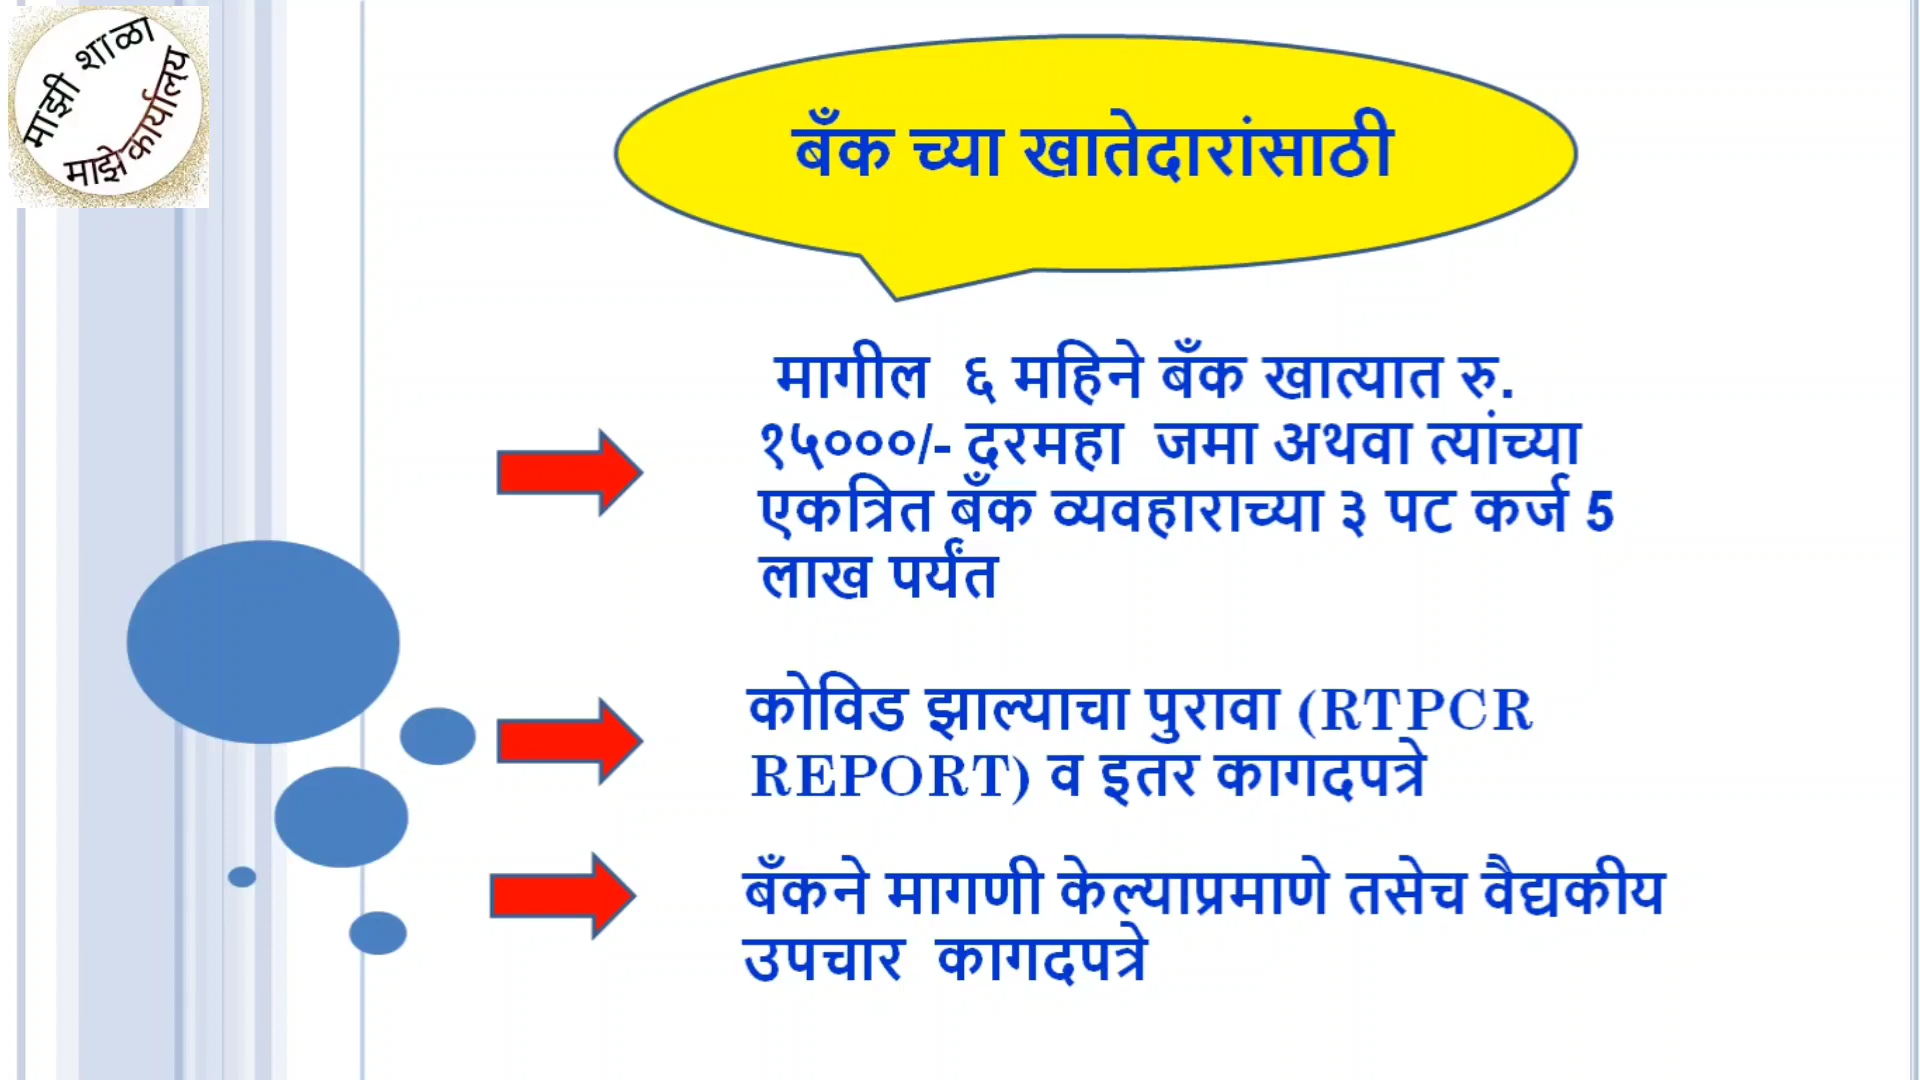 माझी शाळा
माझे कार्यालय
बँक च्या खातेदारांसाठी
मागील ६ महिने बँक खात्यात रु.
१५०००/- दरमहा जमा अथवा त्यांच्या
एकत्रित बँक व्यवहाराच्या ३ पट कर्ज 5
लाख पर्यंत
कोविड झाल्याचा पुरावा (RTPCR
REPORT) व इतर कागदपत्रे
बँकने मागणी केल्याप्रमाणे तसेच वैद्यकीय
उपचार कागदपत्रे